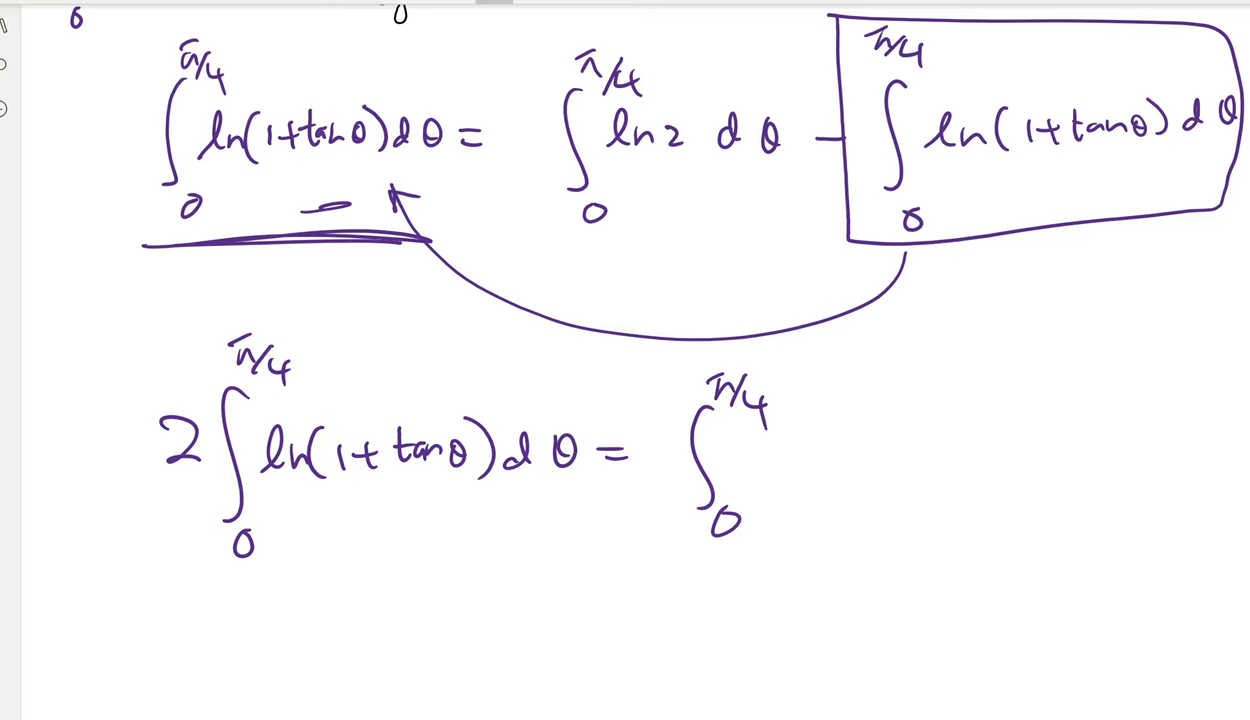 ∫₀^{π/4} ln(1+tanθ)dθ = ∫₀^{π/4} ln2 dθ - ∫₀^{π/4} ln(1+tanθ)dθ
2∫₀^{π/4} ln(1+tanθ)dθ = ∫₀^{π/4}